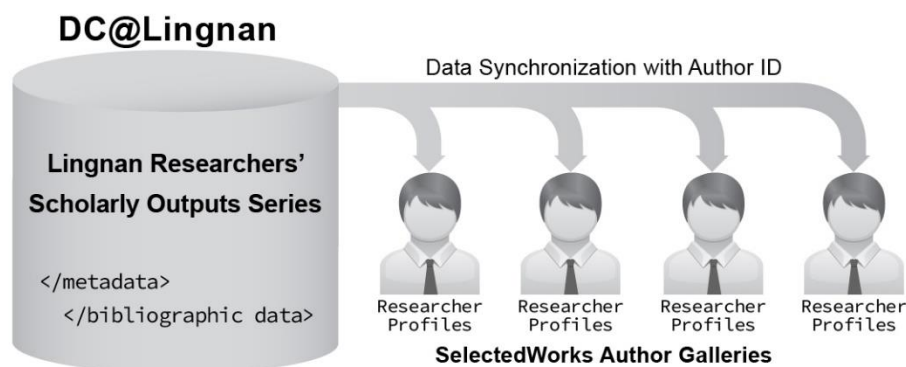 DC@Lingnan
Data Synchronization with Author ID
Lingnan Researchers'
Scholarly Outputs Series
</metadata>
</bibliographic data>
Researcher
Profiles
Researcher
Profiles
Researcher
Profiles
Researcher
Profiles
SelectedWorks Author Galleries